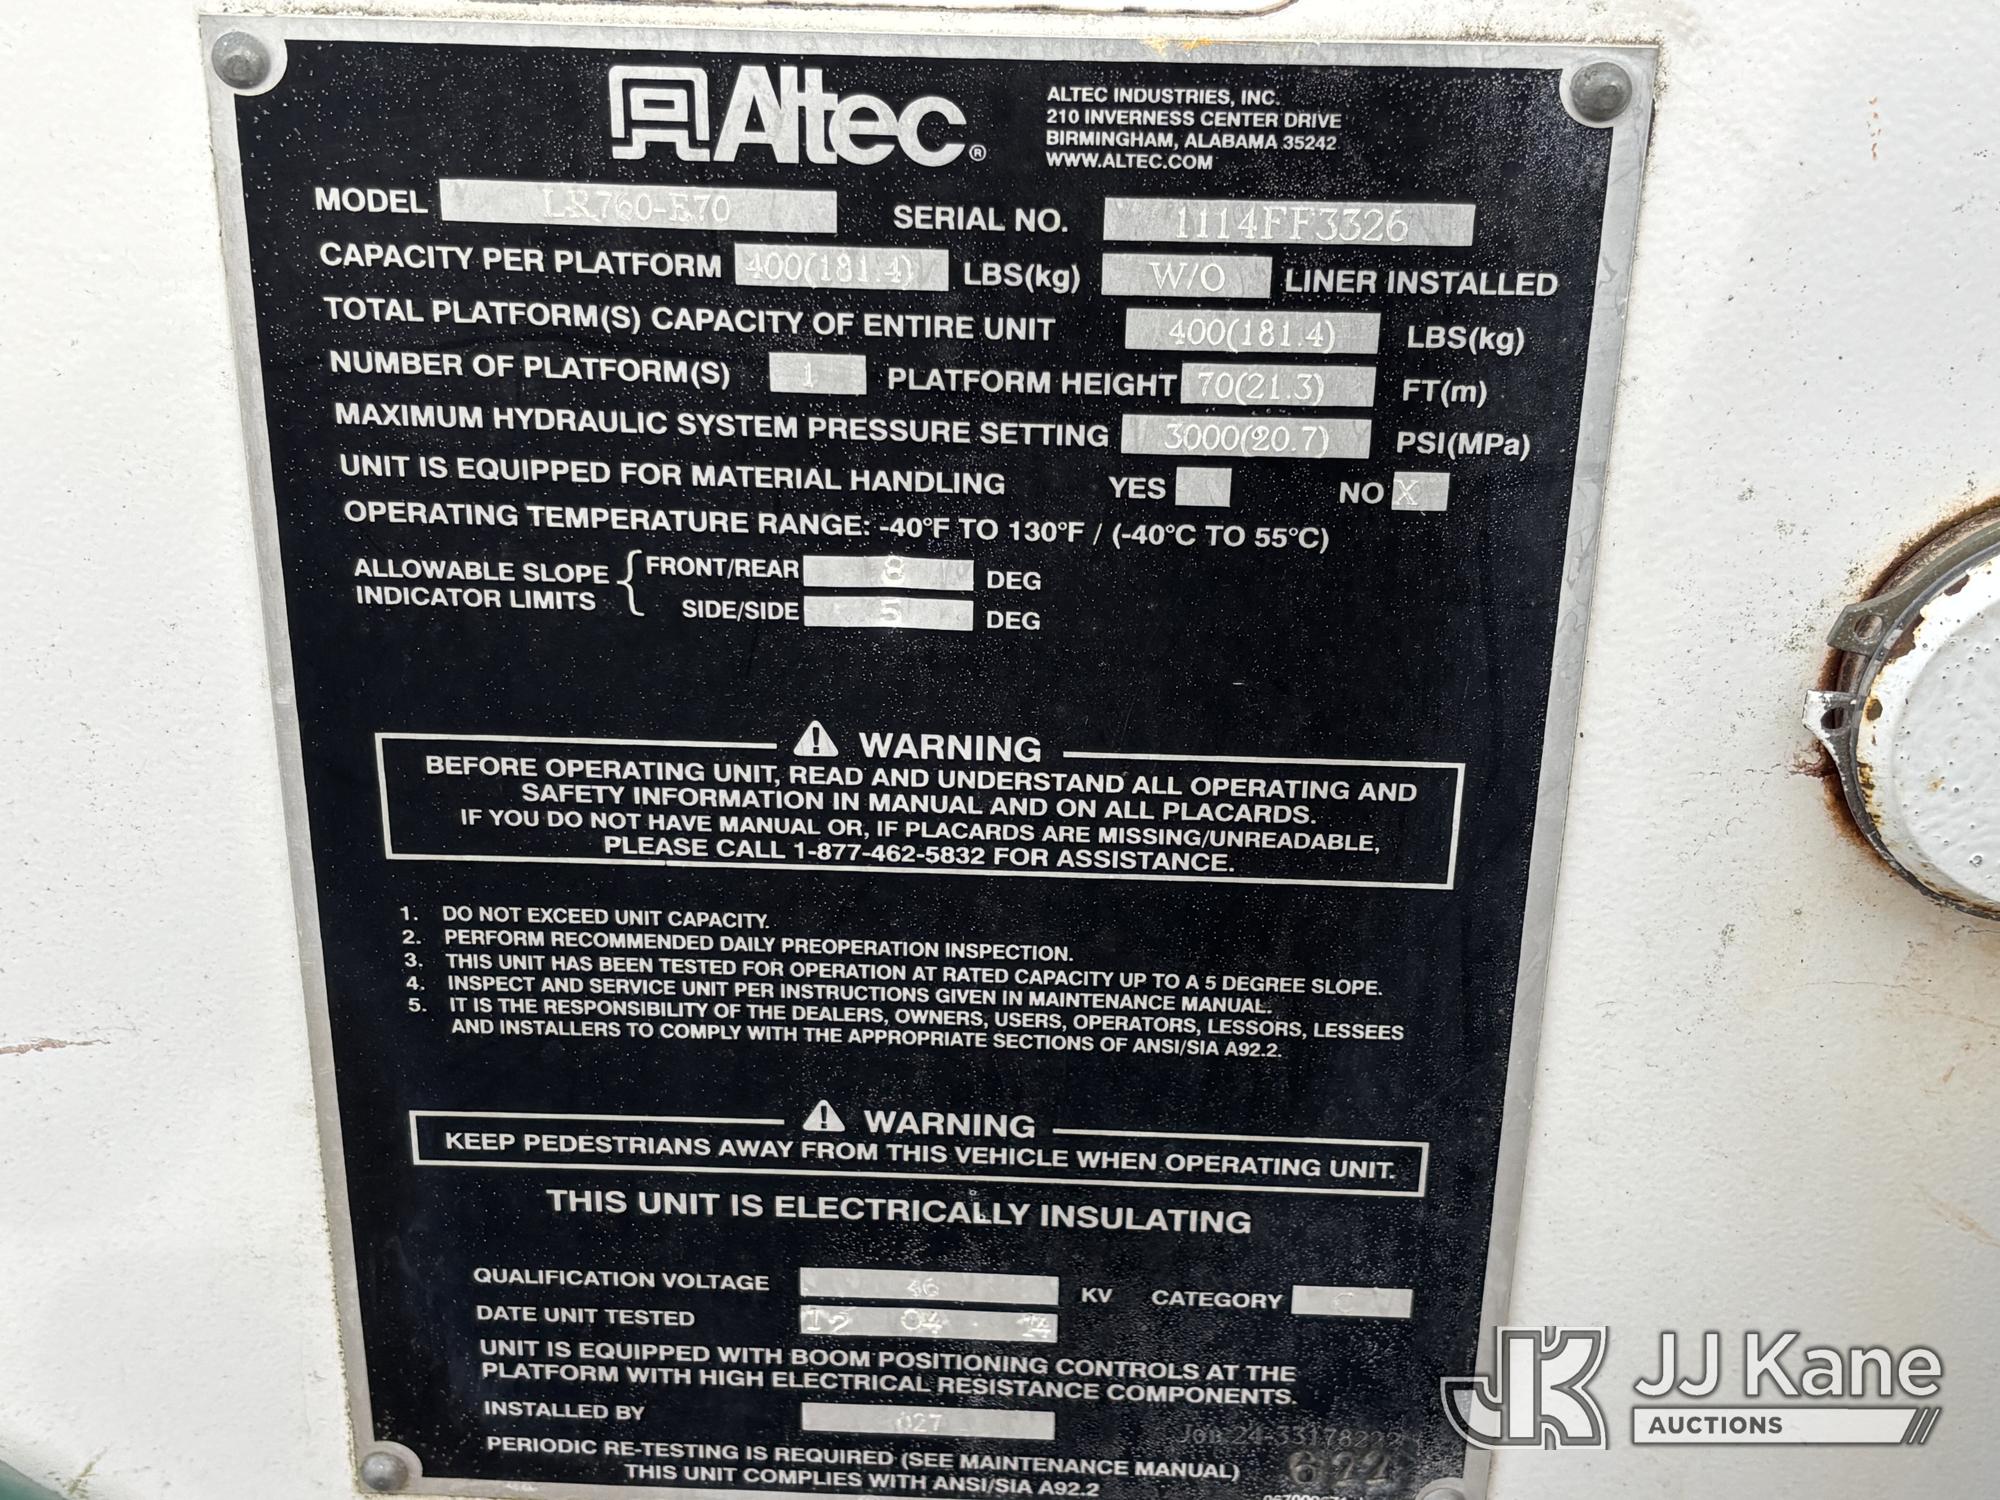 Altec®
ALTEC INDUSTRIES, INC.
210 INVERNESS CENTER DRIVE
BIRMINGHAM, ALABAMA 35242
WWW.ALTEC.COM
MODEL LR760-E70 SERIAL NO. 1114FF3326
CAPACITY PER PLATFORM 400(181.4) LBS(kg) W/O LINER INSTALLED
TOTAL PLATFORM(S) CAPACITY OF ENTIRE UNIT 400(181.4) LBS(kg)
NUMBER OF PLATFORM(S) 1 PLATFORM HEIGHT 70(21.3) FT(m)
MAXIMUM HYDRAULIC SYSTEM PRESSURE SETTING 3000(20.7) PSI(MPa)
UNIT IS EQUIPPED FOR MATERIAL HANDLING YES NO X
OPERATING TEMPERATURE RANGE: -40°F TO 130°F / (-40°C TO 55°C)
ALLOWABLE SLOPE INDICATOR LIMITS { FRONT/REAR 8 DEG
SIDE/SIDE 5 DEG
⚠ WARNING
BEFORE OPERATING UNIT, READ AND UNDERSTAND ALL OPERATING AND
SAFETY INFORMATION IN MANUAL AND ON ALL PLACARDS.
IF YOU DO NOT HAVE MANUAL OR, IF PLACARDS ARE MISSING/UNREADABLE,
PLEASE CALL 1-877-462-5832 FOR ASSISTANCE.
1. DO NOT EXCEED UNIT CAPACITY.
2. PERFORM RECOMMENDED DAILY PREOPERATION INSPECTION.
3. THIS UNIT HAS BEEN TESTED FOR OPERATION AT RATED CAPACITY UP TO A 5 DEGREE SLOPE.
4. INSPECT AND SERVICE UNIT PER INSTRUCTIONS GIVEN IN MAINTENANCE MANUAL.
5. IT IS THE RESPONSIBILITY OF THE DEALERS, OWNERS, USERS, OPERATORS, LESSORS, LESSEES
AND INSTALLERS TO COMPLY WITH THE APPROPRIATE SECTIONS OF ANSI/SIA A92.2.
⚠ WARNING
KEEP PEDESTRIANS AWAY FROM THIS VEHICLE WHEN OPERATING UNIT.
THIS UNIT IS ELECTRICALLY INSULATING
QUALIFICATION VOLTAGE 46 KV CATEGORY C
DATE UNIT TESTED 12 04 14
UNIT IS EQUIPPED WITH BOOM POSITIONING CONTROLS AT THE
PLATFORM WITH HIGH ELECTRICAL RESISTANCE COMPONENTS.
INSTALLED BY 027
PERIODIC RE-TESTING IS REQUIRED (SEE MAINTENANCE MANUAL)
THIS UNIT COMPLIES WITH ANSI/SIA A92.2
622
JK JJ Kane
AUCTIONS